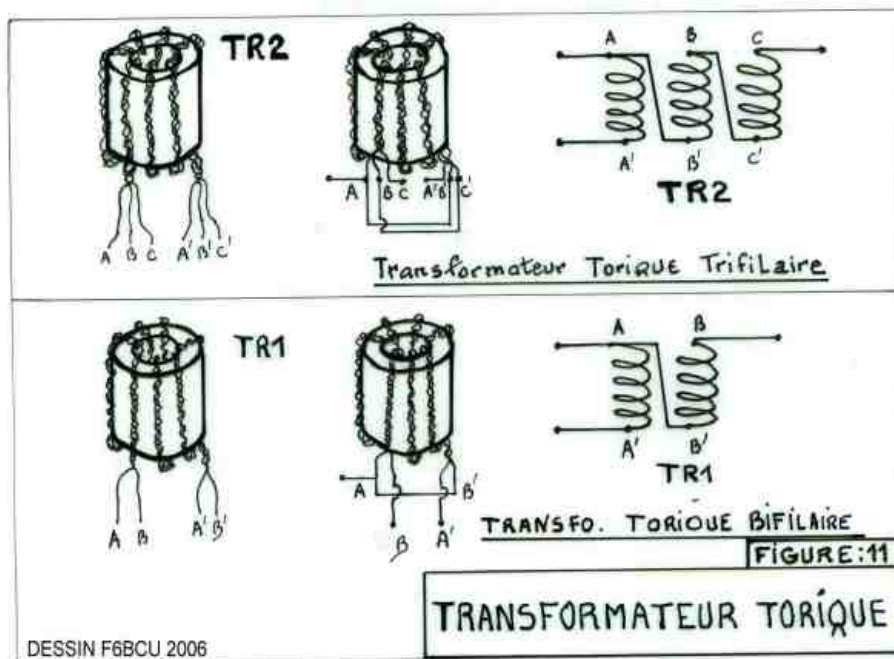 TR2
A B C A' B' C'
A B C A' B' C'
A B C
A' B' C'
TR2
Transformateur Torique Trifilaire
TR1
A B A' B'
A B'
B A'
A B
A' B'
TR1
TRANSFO. TORIQUE BIFILAIRE
FIGURE:11
TRANSFORMATEUR TORIQUE
DESSIN F6BCU 2006